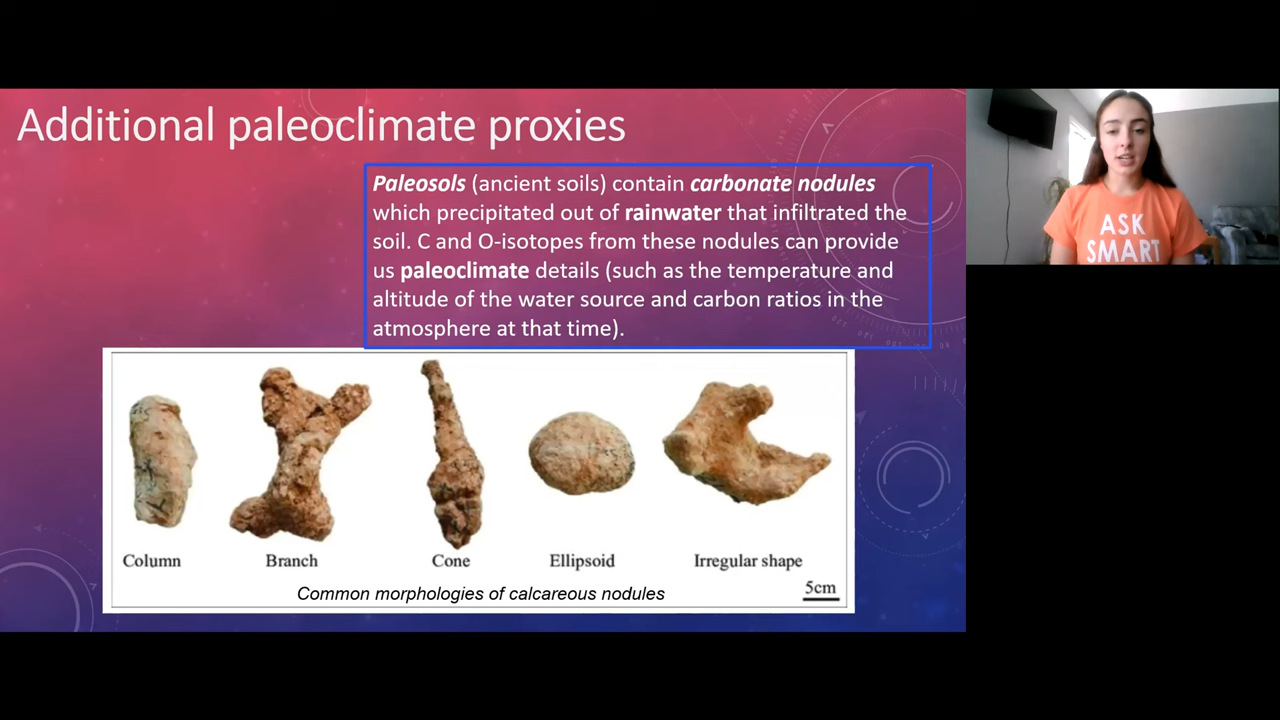 Additional paleoclimate proxies
Paleosols (ancient soils) contain carbonate nodules
which precipitated out of rainwater that infiltrated the
soil. C and O-isotopes from these nodules can provide
us paleoclimate details (such as the temperature and
altitude of the water source and carbon ratios in the
atmosphere at that time).
Column
Branch
Cone
Ellipsoid
Irregular shape
Common morphologies of calcareous nodules
5cm
ASK
SMART